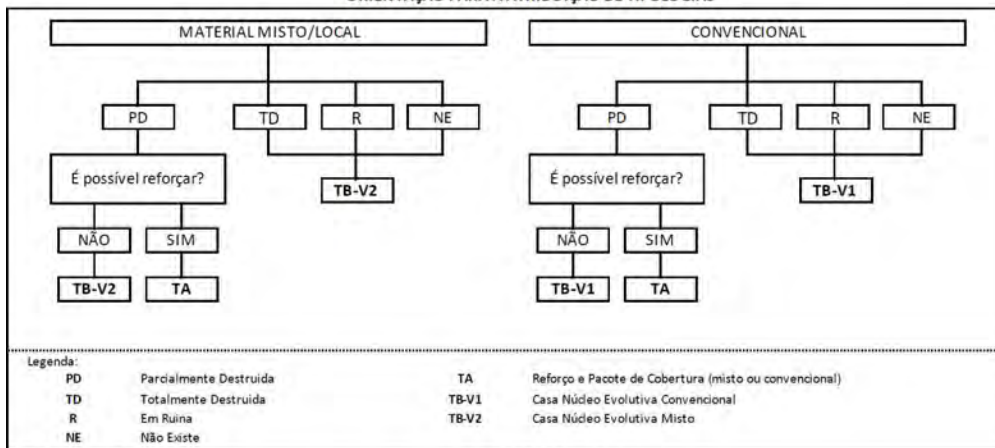 MATERIAL MISTO/LOCAL
CONVENCIONAL
PD
TD
R
NE
PD
TD
R
NE
É possível reforçar?
TB-V2
É possível reforçar?
TB-V1
NÃO
SIM
NÃO
SIM
TB-V2
TA
TB-V1
TA
Legenda:
PD Parcialmente Destruida TA Reforço e Pacote de Cobertura (misto ou convencional)
TD Totalmente Destruida TB-V1 Casa Núcleo Evolutiva Convencional
R Em Ruina TB-V2 Casa Núcleo Evolutiva Misto
NE Não Existe